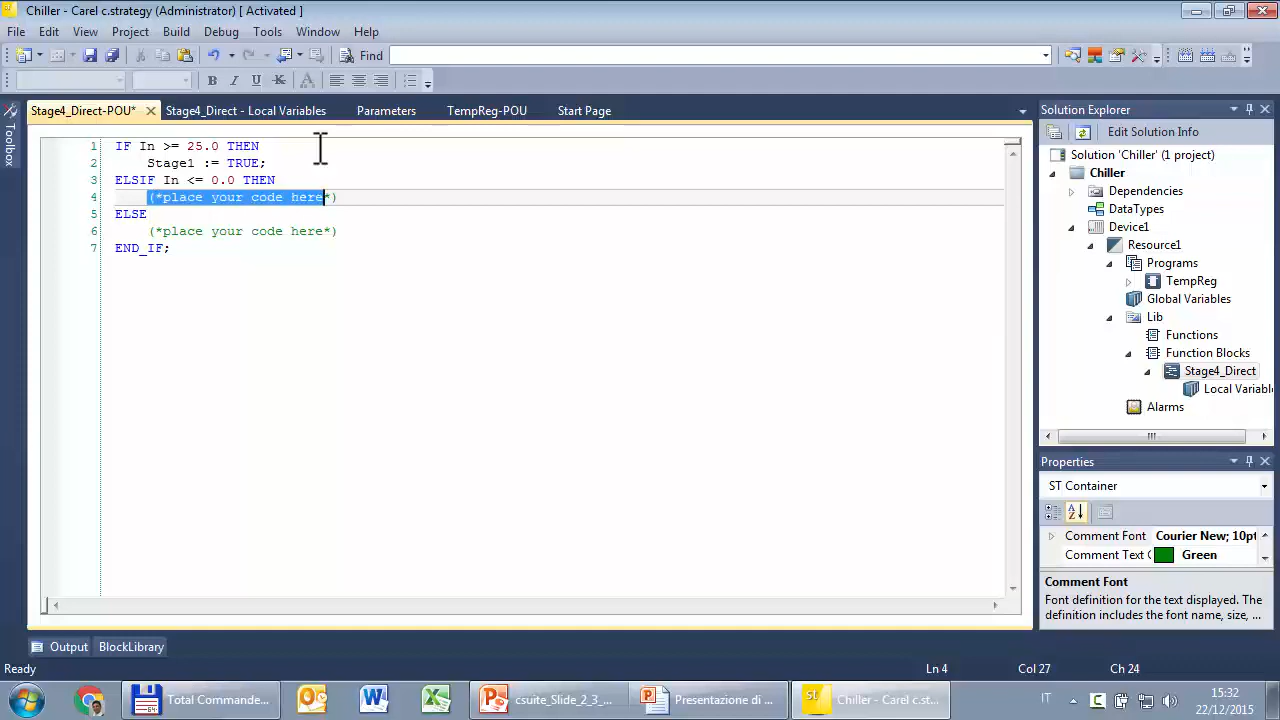 Chiller - Carel c.strategy (Administrator) [ Activated ]
File Edit View Project Build Debug Tools Window Help
Find
B I U K A
Stage4_Direct-POU* Stage4_Direct - Local Variables Parameters TempReg-POU Start Page
Toolbox
1 IF In >= 25.0 THEN
2 Stage1 := TRUE;
3 ELSIF In <= 0.0 THEN
4 (*place your code here*)
5 ELSE
6 (*place your code here*)
7 END_IF;
Solution Explorer
Edit Solution Info
Solution 'Chiller' (1 project)
Chiller
Dependencies
DataTypes
Device1
Resource1
Programs
TempReg
Global Variables
Lib
Functions
Function Blocks
Stage4_Direct
Local Variabl
Alarms
Properties
ST Container
Comment Font Courier New; 10pt
Comment Text C Green
Comment Font
Font definition for the text displayed. The
definition includes the font name, size, ...
Output BlockLibrary
Ready Ln 4 Col 27 Ch 24
Total Commande... csuite_Slide_2_3_... Presentazione di ... Chiller - Carel c.st... IT 15:32
22/12/2015